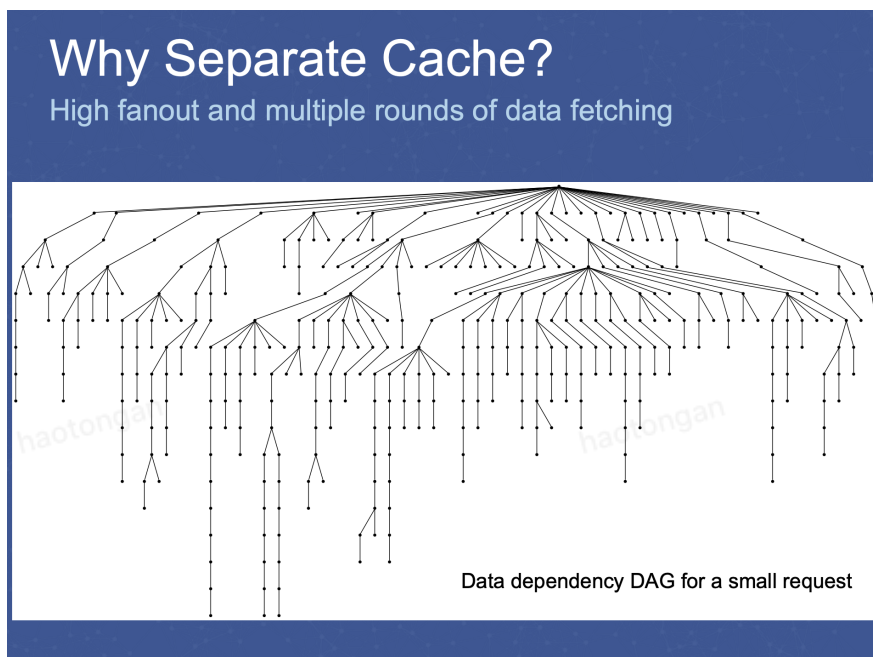 Why Separate Cache?
High fanout and multiple rounds of data fetching
haotongan
haotongan
Data dependency DAG for a small request